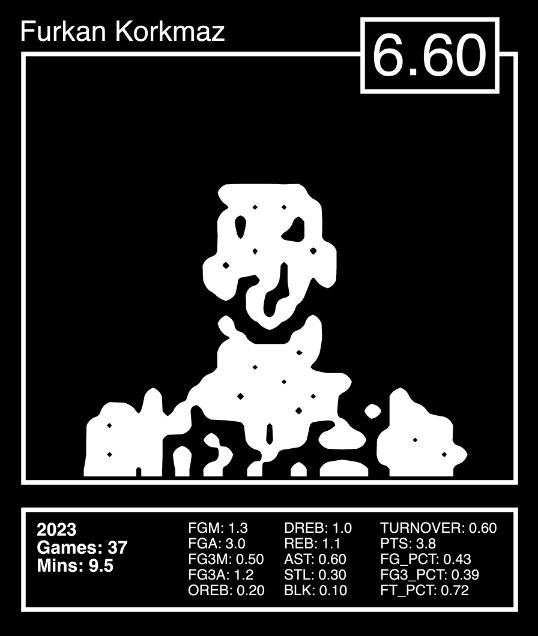 Furkan Korkmaz
6.60
2023
Games: 37
Mins: 9.5
FGM: 1.3
FGA: 3.0
FG3M: 0.50
FG3A: 1.2
OREB: 0.20
DREB: 1.0
REB: 1.1
AST: 0.60
STL: 0.30
BLK: 0.10
TURNOVER: 0.60
PTS: 3.8
FG_PCT: 0.43
FG3_PCT: 0.39
FT_PCT: 0.72